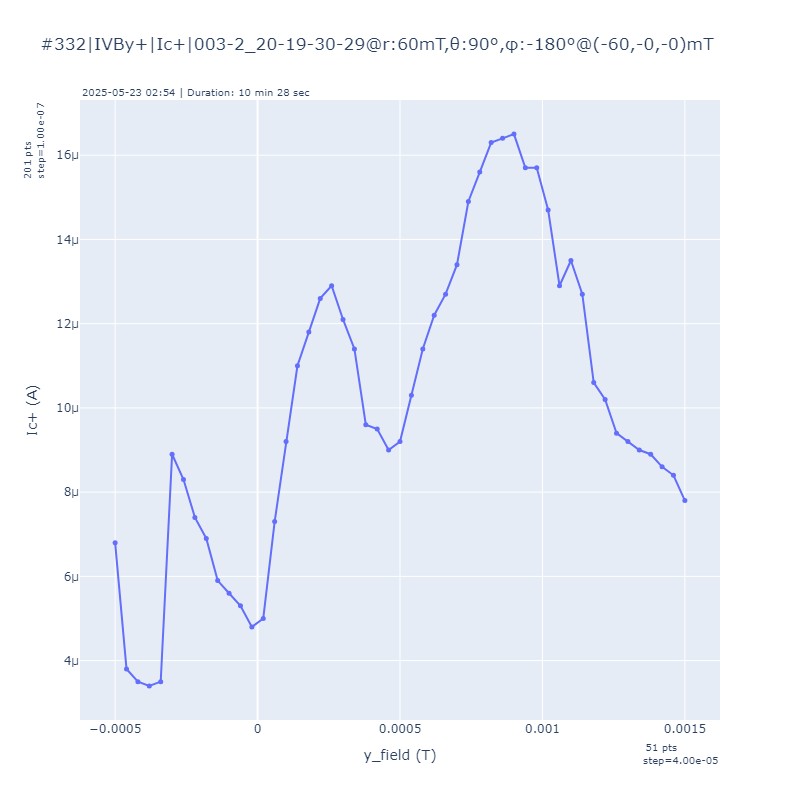 #332|IVBy+|Ic+|003-2_20-19-30-29@r:60mT,θ:90°,φ:-180°@(-60,-0,-0)mT
2025-05-23 02:54 | Duration: 10 min 28 sec
201 pts
step=1.00e-07
16μ
14μ
12μ
10μ
8μ
6μ
4μ
Ic+ (A)
−0.0005
0
0.0005
0.001
0.0015
y_field (T)
51 pts
step=4.00e-05